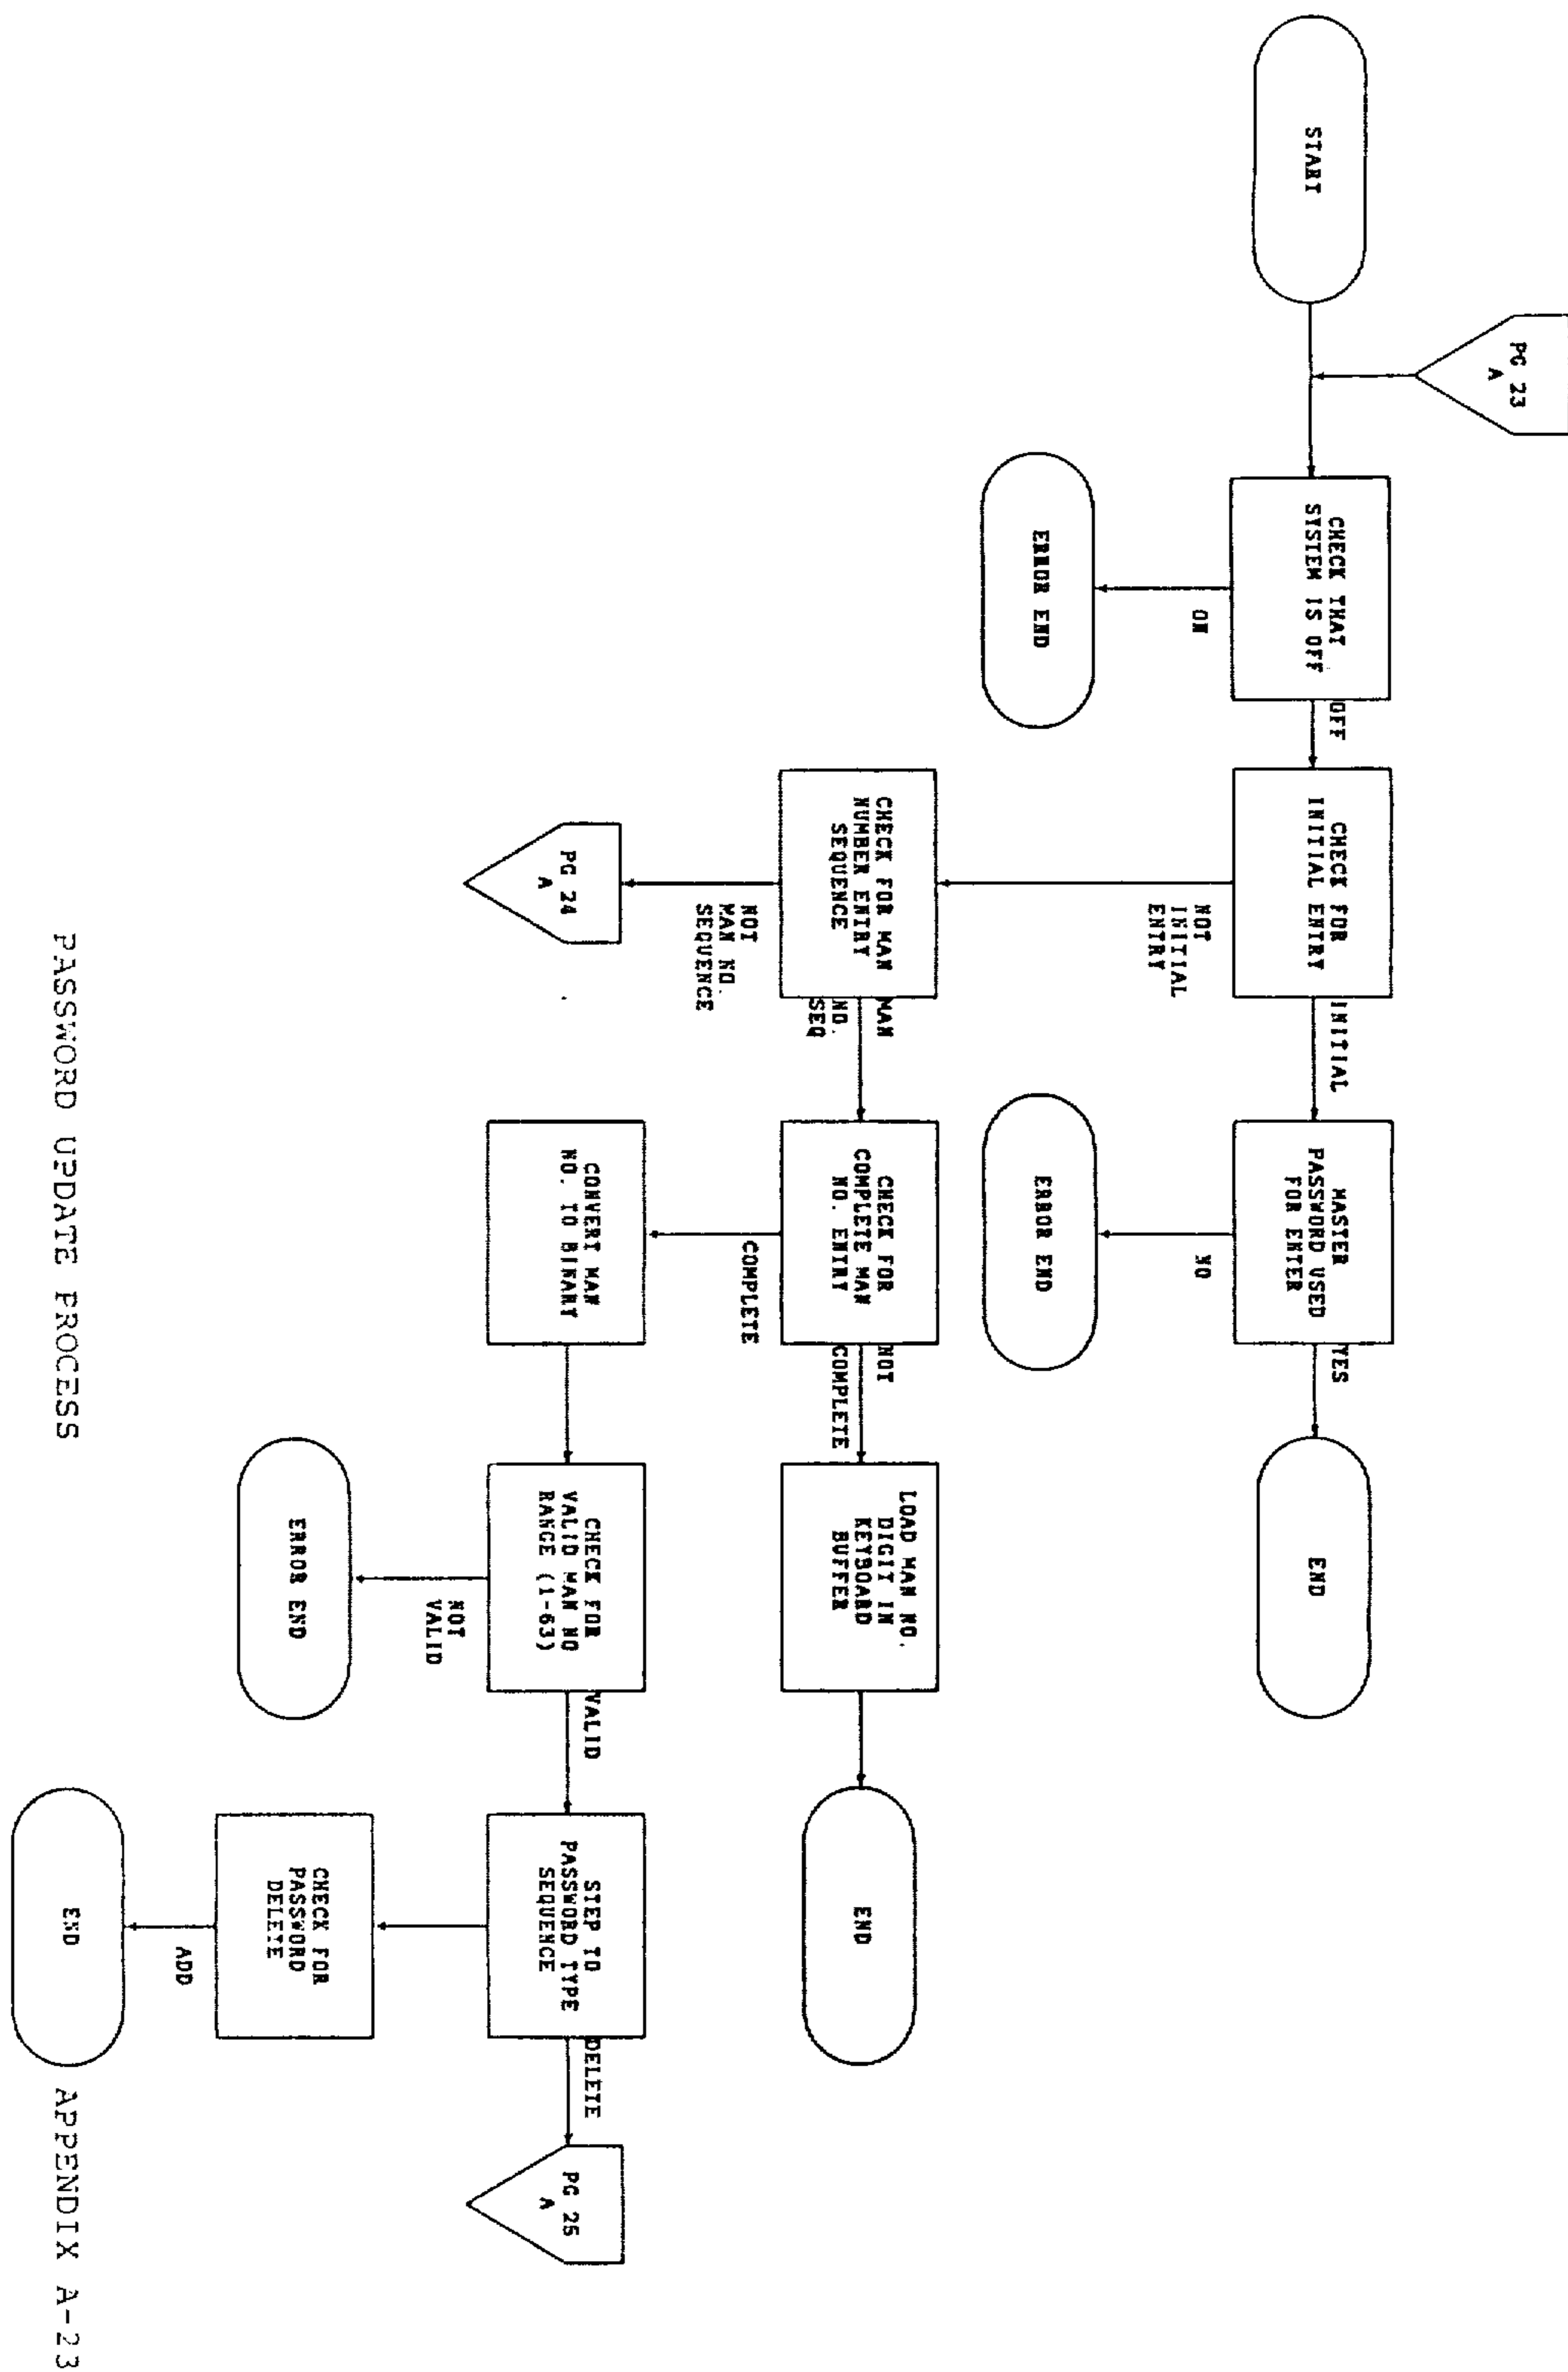 START
PG 23
A
CHECK THAT
SYSTEM IS OFF
ON
ERROR END
OFF
CHECK FOR
INITIAL ENTRY
INITIAL
MASTER
PASSWORD USED
FOR ENTER
YES
END
NO
ERROR END
NOT
INITIAL
ENTRY
CHECK FOR MAN
NUMBER ENTRY
SEQUENCE
NOT
MAN NO.
SEQUENCE
PG 24
A
MAN
NO.
SEQ
CHECK FOR
COMPLETE MAN
NO. ENTRY
NOT
COMPLETE
LOAD MAN NO.
DIGIT IN
KEYBOARD
BUFFER
END
COMPLETE
CONVERT MAN
NO. TO BINARY
CHECK FOR
VALID MAN NO
RANGE (1-63)
NOT
VALID
ERROR END
VALID
STEP TO
PASSWORD TYPE
SEQUENCE
DELETE
PG 25
A
CHECK FOR
PASSWORD
DELETE
ADD
END
PASSWORD UPDATE PROCESS
APPENDIX A-23